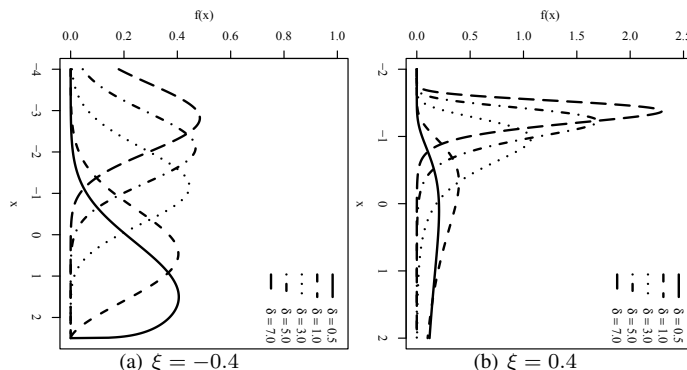 f(x)
0.0 0.2 0.4 0.6 0.8 1.0
−4 −3 −2 −1 0 1 2
x
δ = 0.5
δ = 1.0
δ = 3.0
δ = 5.0
δ = 7.0
(a) ξ = −0.4
f(x)
0.0 0.5 1.0 1.5 2.0 2.5
−2 −1 0 1 2
x
δ = 0.5
δ = 1.0
δ = 3.0
δ = 5.0
δ = 7.0
(b) ξ = 0.4